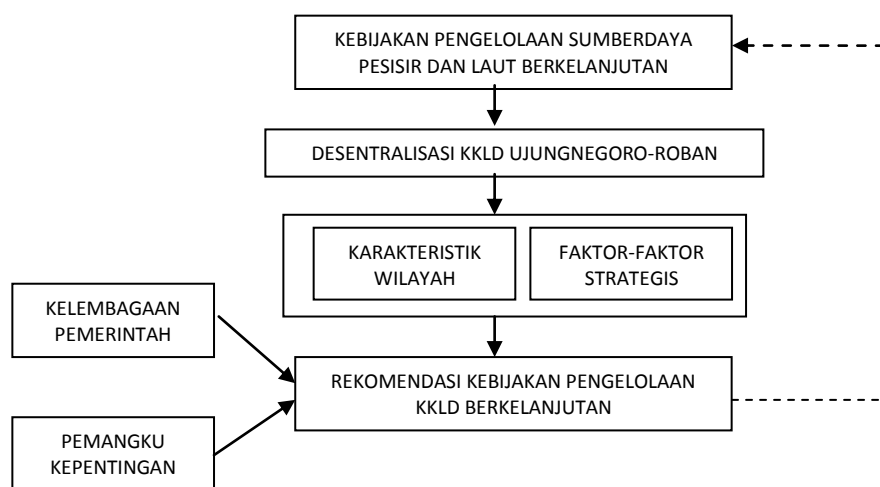 KEBIJAKAN PENGELOLAAN SUMBERDAYA
PESISIR DAN LAUT BERKELANJUTAN
DESENTRALISASI KKLD UJUNGNEGORO-ROBAN
KARAKTERISTIK
WILAYAH
FAKTOR-FAKTOR
STRATEGIS
KELEMBAGAAN
PEMERINTAH
REKOMENDASI KEBIJAKAN PENGELOLAAN
KKLD BERKELANJUTAN
PEMANGKU
KEPENTINGAN